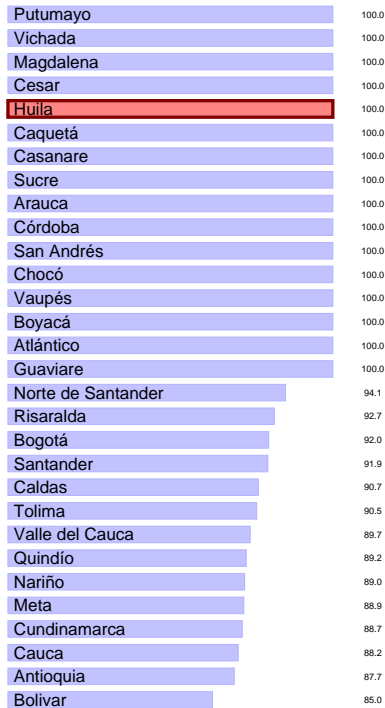 Putumayo 100.0
Vichada 100.0
Magdalena 100.0
Cesar 100.0
Huila 100.0
Caquetá 100.0
Casanare 100.0
Sucre 100.0
Arauca 100.0
Córdoba 100.0
San Andrés 100.0
Chocó 100.0
Vaupés 100.0
Boyacá 100.0
Atlántico 100.0
Guaviare 100.0
Norte de Santander 94.1
Risaralda 92.7
Bogotá 92.0
Santander 91.9
Caldas 90.7
Tolima 90.5
Valle del Cauca 89.7
Quindío 89.2
Nariño 89.0
Meta 88.9
Cundinamarca 88.7
Cauca 88.2
Antioquia 87.7
Bolivar 85.0